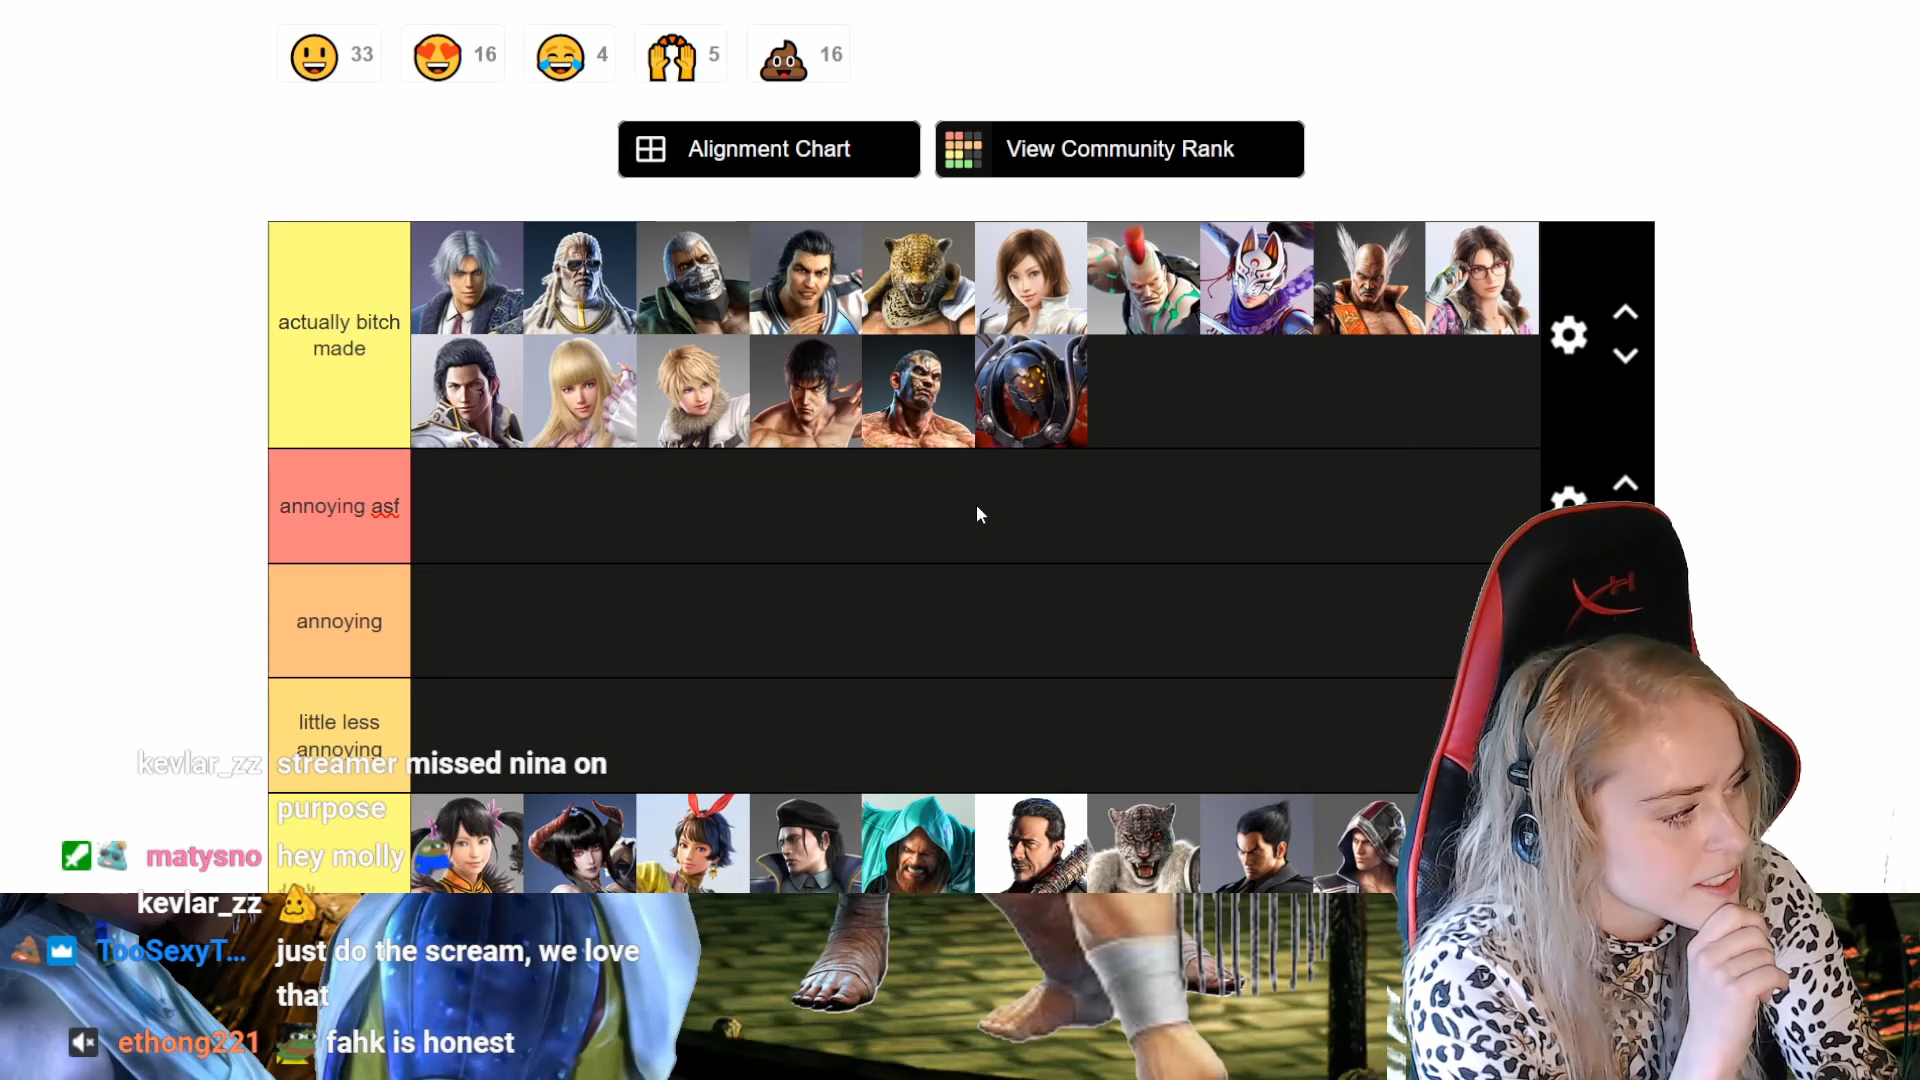 33
16
4
5
16
Alignment Chart
View Community Rank
actually bitch
made
annoying asf
annoying
little less
annoying
kevlar_zz streamer missed nina on
purpose
matysno hey molly
kevlar_zz
TooSexyT... just do the scream, we love
that
ethong221 fahk is honest